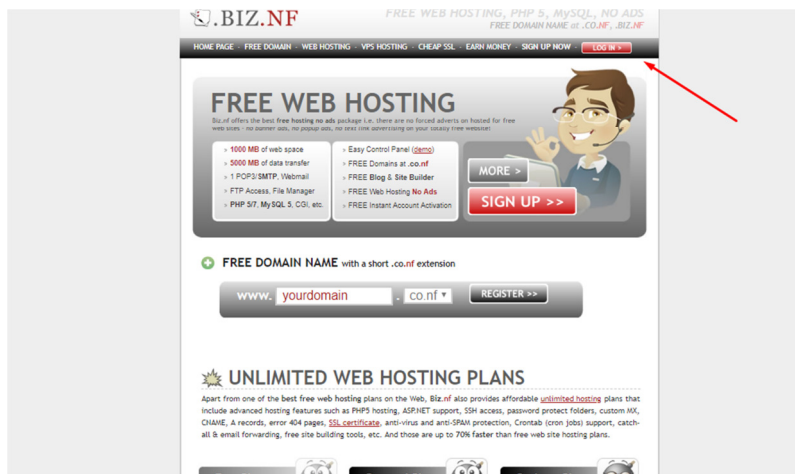 .BIZ.NF
FREE WEB HOSTING, PHP 5, MySQL, NO ADS
FREE DOMAIN NAME at .CO.NF, .BIZ.NF
HOME PAGE - FREE DOMAIN - WEB HOSTING - VPS HOSTING - CHEAP SSL - EARN MONEY - SIGN UP NOW - LOG IN >
FREE WEB HOSTING
Biz.nf offers the best free hosting no ads package i.e. there are no forced adverts on hosted for free
web sites - no banner ads, no popup ads, no text line advertising on your totally free website!
» 1000 MB of web space
» 5000 MB of data transfer
» 1 POP3/SMTP, Webmail
» FTP Access, File Manager
» PHP 5/7, MySQL 5, CGI, etc.
» Easy Control Panel (demo)
» FREE Domains at .co.nf
» FREE Blog & Site Builder
» FREE Web Hosting No Ads
» FREE Instant Account Activation
MORE >
SIGN UP >>
FREE DOMAIN NAME with a short .co.nf extension
www. yourdomain . co.nf REGISTER >>
UNLIMITED WEB HOSTING PLANS
Apart from one of the best free web hosting plans on the Web, Biz.nf also provides affordable unlimited hosting plans that
include advanced hosting features such as PHP5 hosting, ASP.NET support, SSH access, password protect folders, custom MX,
CNAME, A records, error 404 pages, SSL certificate, anti-virus and anti-SPAM protection, Crontab (cron jobs) support, catch-
all & email forwarding, free site building tools, etc. And those are up to 70% faster than free web site hosting plans.